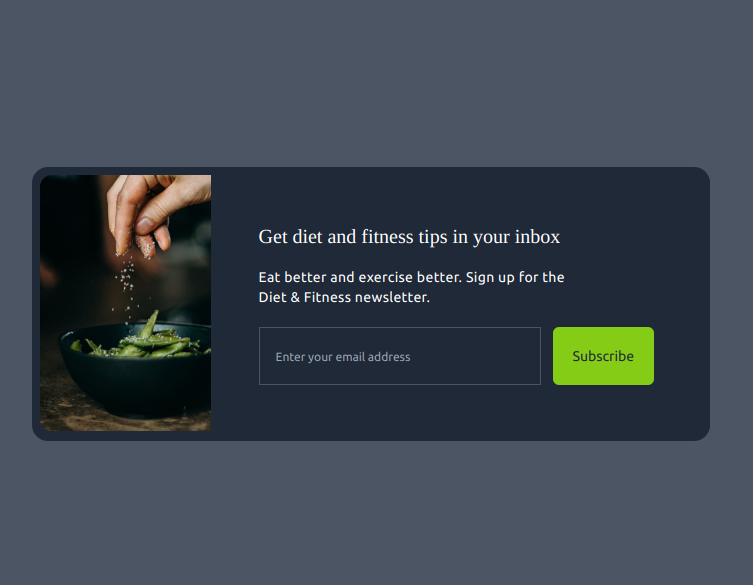 Get diet and fitness tips in your inbox
Eat better and exercise better. Sign up for the
Diet & Fitness newsletter.
Enter your email address
Subscribe